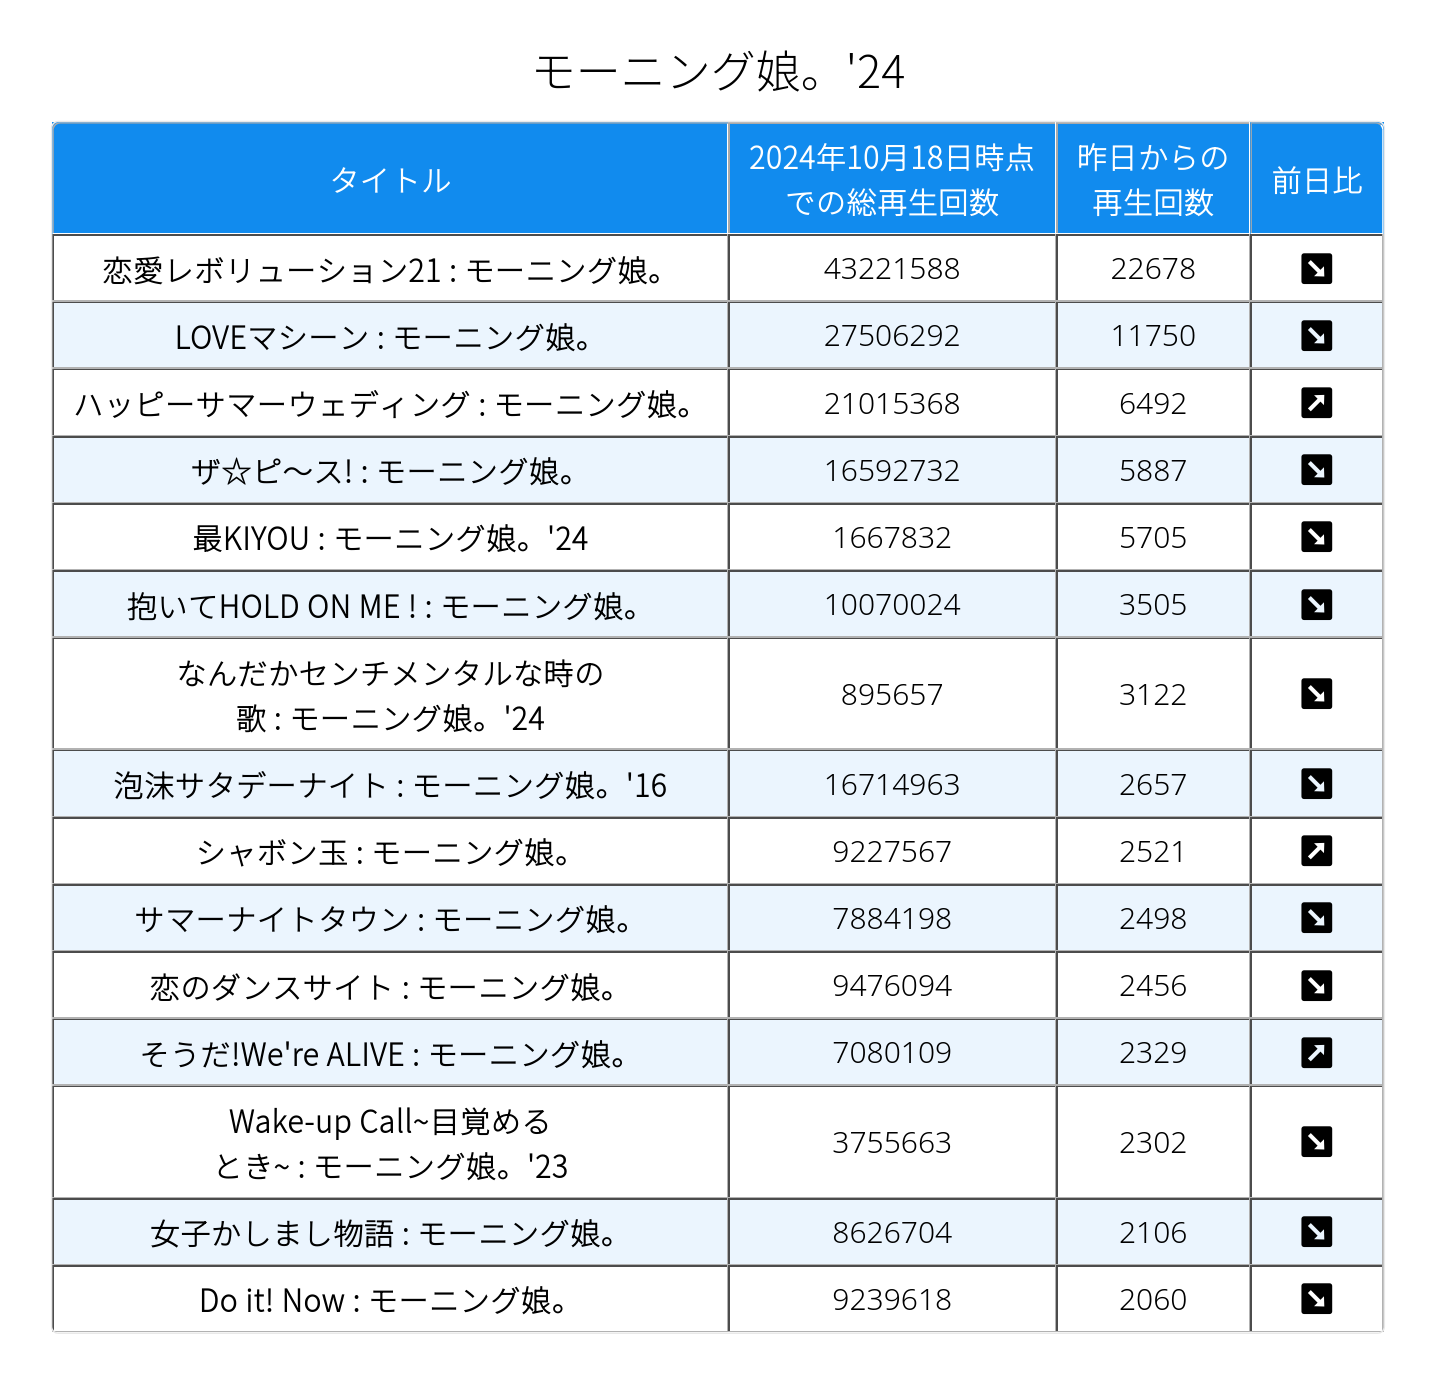 モーニング娘。'24
タイトル
2024年10月18日時点
での総再生回数
昨日からの
再生回数
前日比
恋愛レボリューション21 : モーニング娘。 43221588 22678 ↘
LOVEマシーン : モーニング娘。 27506292 11750 ↘
ハッピーサマーウェディング : モーニング娘。 21015368 6492 ↗
ザ☆ピ〜ス! : モーニング娘。 16592732 5887 ↘
最KIYOU : モーニング娘。'24 1667832 5705 ↘
抱いてHOLD ON ME ! : モーニング娘。 10070024 3505 ↘
なんだかセンチメンタルな時の
歌 : モーニング娘。'24 895657 3122 ↘
泡沫サタデーナイト : モーニング娘。'16 16714963 2657 ↘
シャボン玉 : モーニング娘。 9227567 2521 ↗
サマーナイトタウン : モーニング娘。 7884198 2498 ↘
恋のダンスサイト : モーニング娘。 9476094 2456 ↘
そうだ!We're ALIVE : モーニング娘。 7080109 2329 ↗
Wake-up Call~目覚める
とき~ : モーニング娘。'23 3755663 2302 ↘
女子かしまし物語 : モーニング娘。 8626704 2106 ↘
Do it! Now : モーニング娘。 9239618 2060 ↘